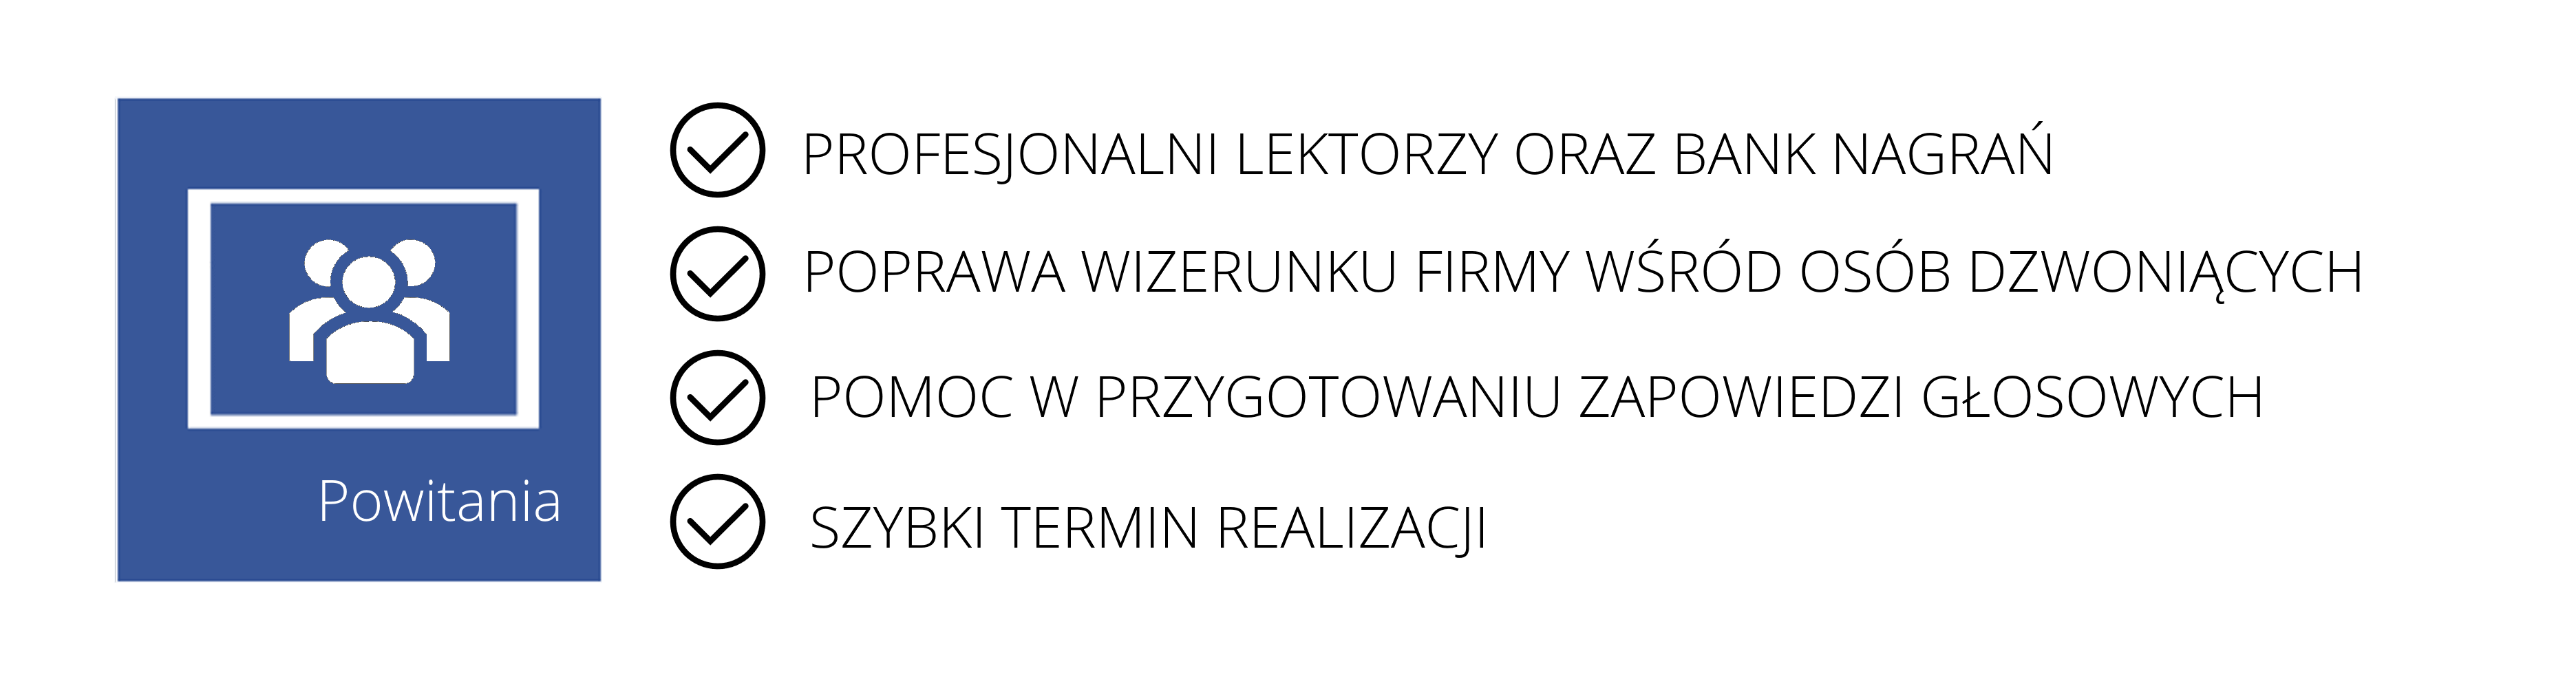 PROFESJONALNI LEKTORZY ORAZ BANK NAGRAŃ
POPRAWA WIZERUNKU FIRMY WŚRÓD OSÓB DZWONIĄCYCH
POMOC W PRZYGOTOWANIU ZAPOWIEDZI GŁOSOWYCH
SZYBKI TERMIN REALIZACJI
Powitania